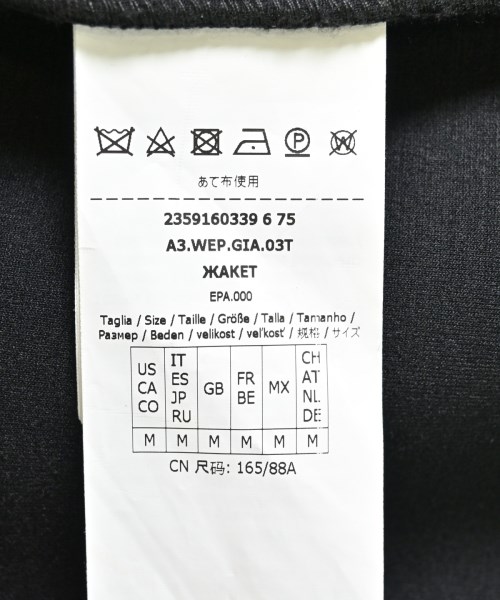 P W
あて布使用
2359160339 6 75
A3.WEP.GIA.03T
ЖАКЕТ
EPA.000
Taglia / Size / Taille / Größe / Talla / Tamanho /
Размер / Beden / velikost / veľkosť / 规格 / サイズ
US CA CO IT ES JP RU GB FR BE MX CH AT NL DE
M M M M M M
CN 尺码: 165/88A